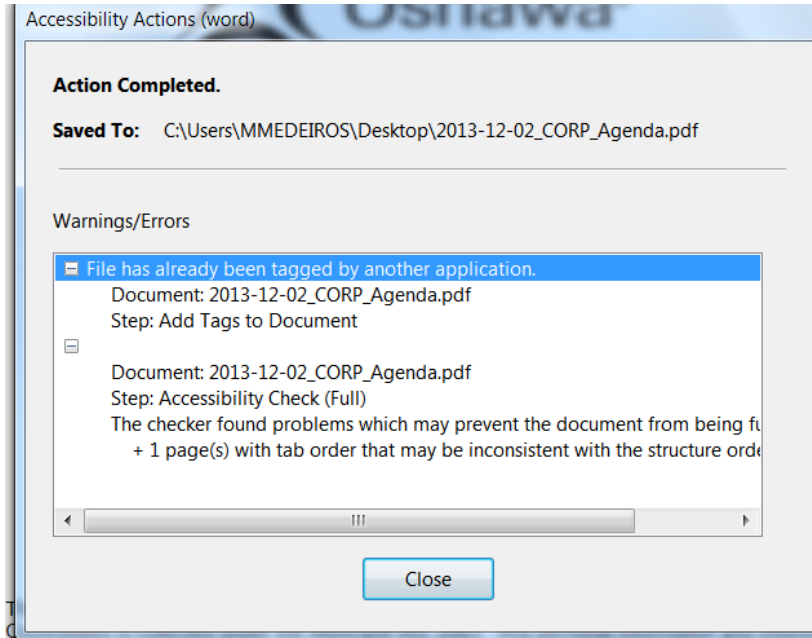 Oshawa
Accessibility Actions (word)
Action Completed.
Saved To: C:\Users\MMEDEIROS\Desktop\2013-12-02_CORP_Agenda.pdf
Warnings/Errors
File has already been tagged by another application.
Document: 2013-12-02_CORP_Agenda.pdf
Step: Add Tags to Document
Document: 2013-12-02_CORP_Agenda.pdf
Step: Accessibility Check (Full)
The checker found problems which may prevent the document from being
+ 1 page(s) with tab order that may be inconsistent with the structure
Close